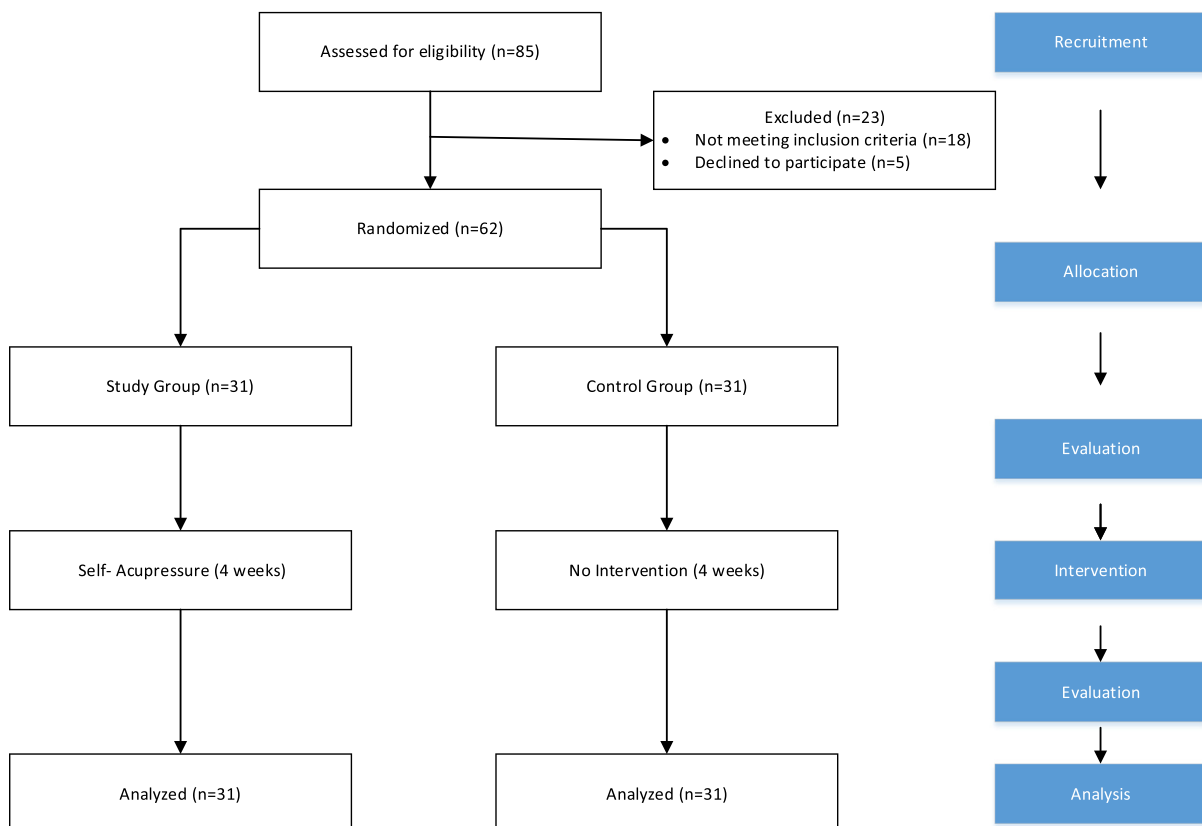 Assessed for eligibility (n=85)
Recruitment
Excluded (n=23)
• Not meeting inclusion criteria (n=18)
• Declined to participate (n=5)
Randomized (n=62)
Allocation
Study Group (n=31)
Control Group (n=31)
Evaluation
Self- Acupressure (4 weeks)
No Intervention (4 weeks)
Intervention
Evaluation
Analyzed (n=31)
Analyzed (n=31)
Analysis